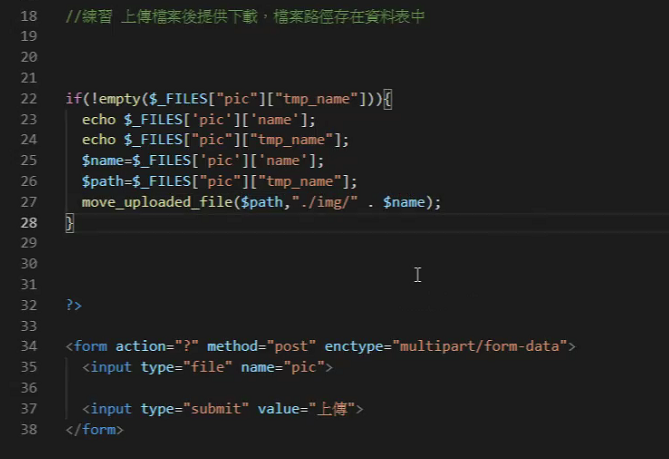 18 //練習 上傳檔案後提供下載，檔案路徑存在資料表中
19
20
21
22 if(!empty($_FILES["pic"]["tmp_name"])){
23 echo $_FILES['pic']['name'];
24 echo $_FILES["pic"]["tmp_name"];
25 $name=$_FILES['pic']['name'];
26 $path=$_FILES["pic"]["tmp_name"];
27 move_uploaded_file($path,"./img/" . $name);
28 }
29
30
31
32 ?>
33
34 <form action="?" method="post" enctype="multipart/form-data">
35 <input type="file" name="pic">
36
37 <input type="submit" value="上傳">
38 </form>